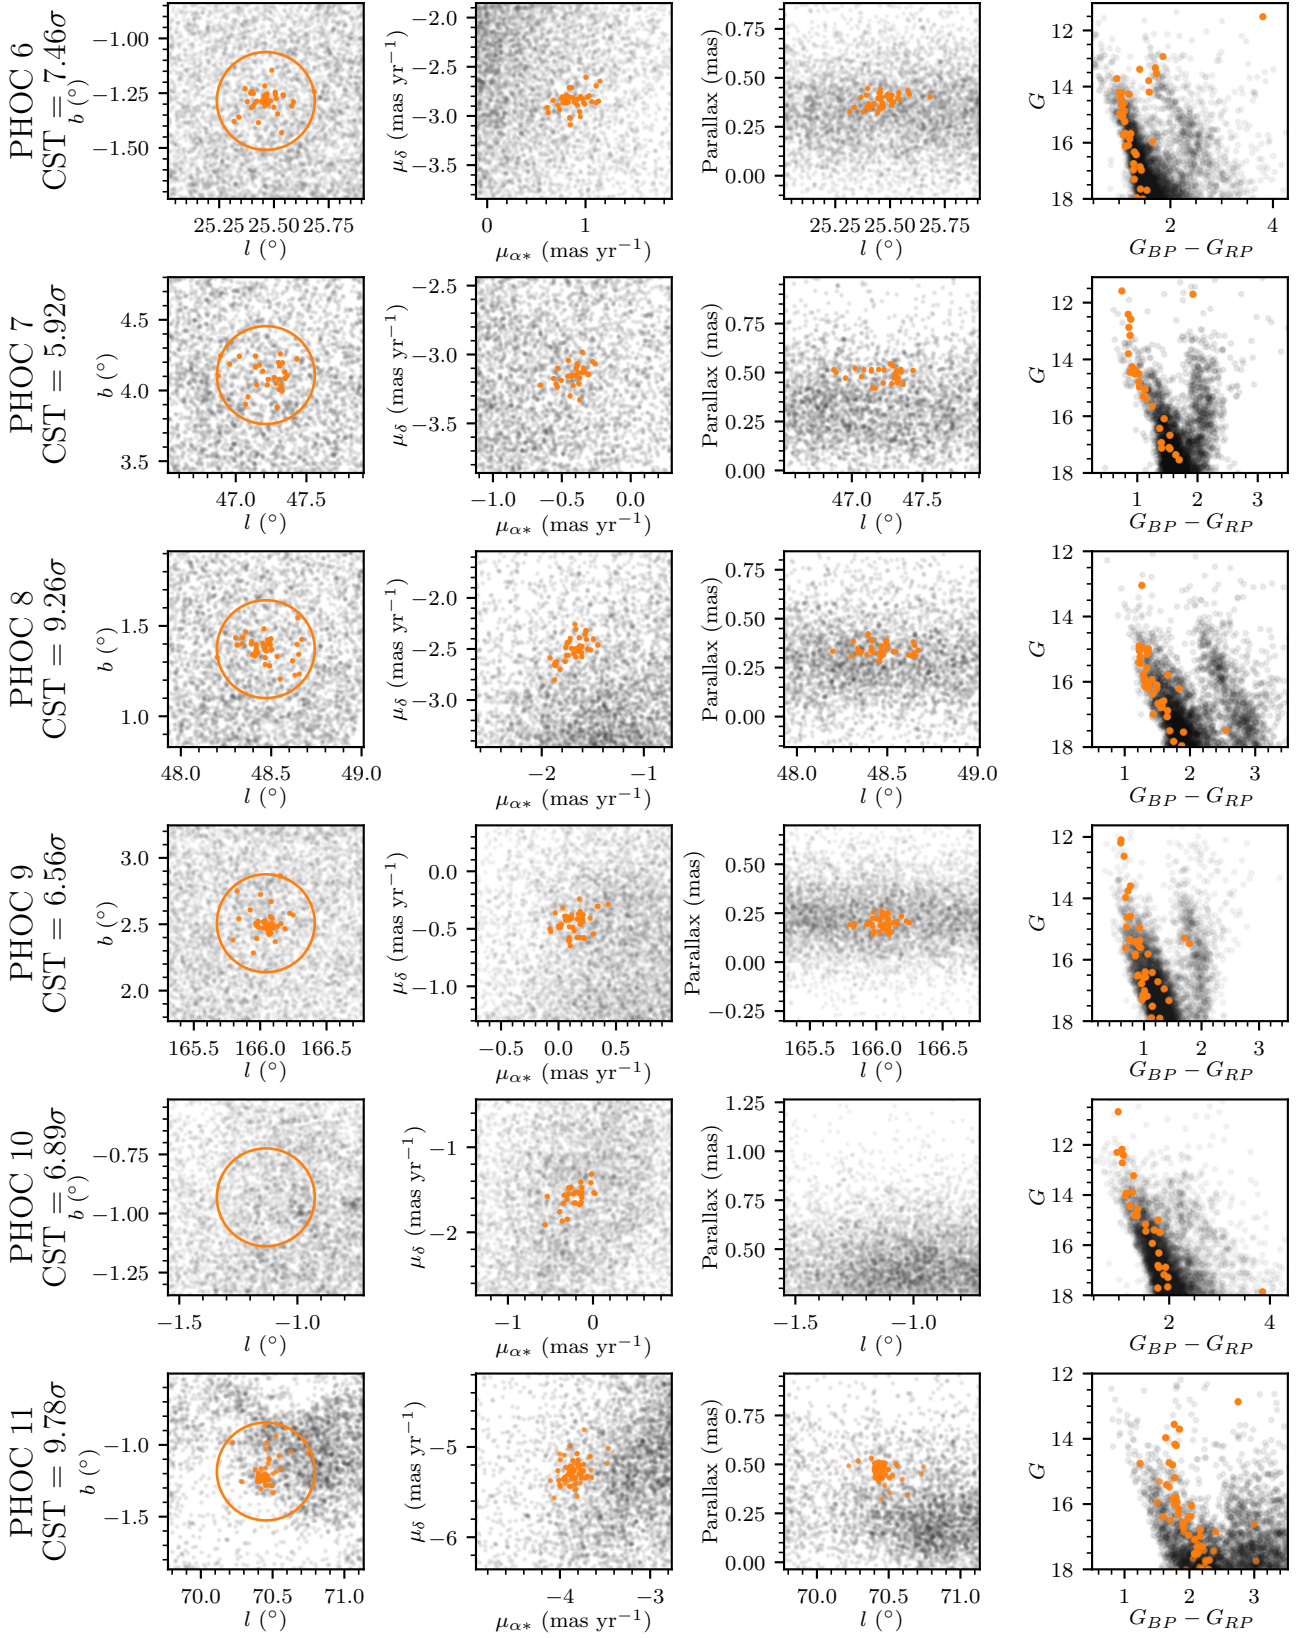 PHOC 6
CST = 7.46σ
b (°)
−1.00
−1.25
−1.50
25.25 25.50 25.75
l (°)
μδ (mas yr−1)
−2.0
−2.5
−3.0
−3.5
0 1
μα∗ (mas yr−1)
Parallax (mas)
0.75
0.50
0.25
0.00
25.25 25.50 25.75
l (°)
G
12
14
16
18
2 4
GBP − GRP
PHOC 7
CST = 5.92σ
b (°)
4.5
4.0
3.5
47.0 47.5
l (°)
μδ (mas yr−1)
−2.5
−3.0
−3.5
−1.0 −0.5 0.0
μα∗ (mas yr−1)
Parallax (mas)
0.75
0.50
0.25
0.00
47.0 47.5
l (°)
G
12
14
16
18
1 2 3
GBP − GRP
PHOC 8
CST = 9.26σ
b (°)
1.5
1.0
48.0 48.5 49.0
l (°)
μδ (mas yr−1)
−2.0
−2.5
−3.0
−2 −1
μα∗ (mas yr−1)
Parallax (mas)
0.75
0.50
0.25
0.00
48.0 48.5 49.0
l (°)
G
12
14
16
18
1 2 3
GBP − GRP
PHOC 9
CST = 6.56σ
b (°)
3.0
2.5
2.0
165.5 166.0 166.5
l (°)
μδ (mas yr−1)
0.0
−0.5
−1.0
−0.5 0.0 0.5
μα∗ (mas yr−1)
Parallax (mas)
0.50
0.25
0.00
−0.25
165.5 166.0 166.5
l (°)
G
12
14
16
18
1 2 3
GBP − GRP
PHOC 10
CST = 6.89σ
b (°)
−0.75
−1.00
−1.25
−1.5 −1.0
l (°)
μδ (mas yr−1)
−1
−2
−1 0
μα∗ (mas yr−1)
Parallax (mas)
1.25
1.00
0.75
0.50
−1.5 −1.0
l (°)
G
12
14
16
18
2 4
GBP − GRP
PHOC 11
CST = 9.78σ
b (°)
−1.0
−1.5
70.0 70.5 71.0
l (°)
μδ (mas yr−1)
−5
−6
−4 −3
μα∗ (mas yr−1)
Parallax (mas)
0.75
0.50
0.25
0.00
70.0 70.5 71.0
l (°)
G
12
14
16
18
1 2 3
GBP − GRP